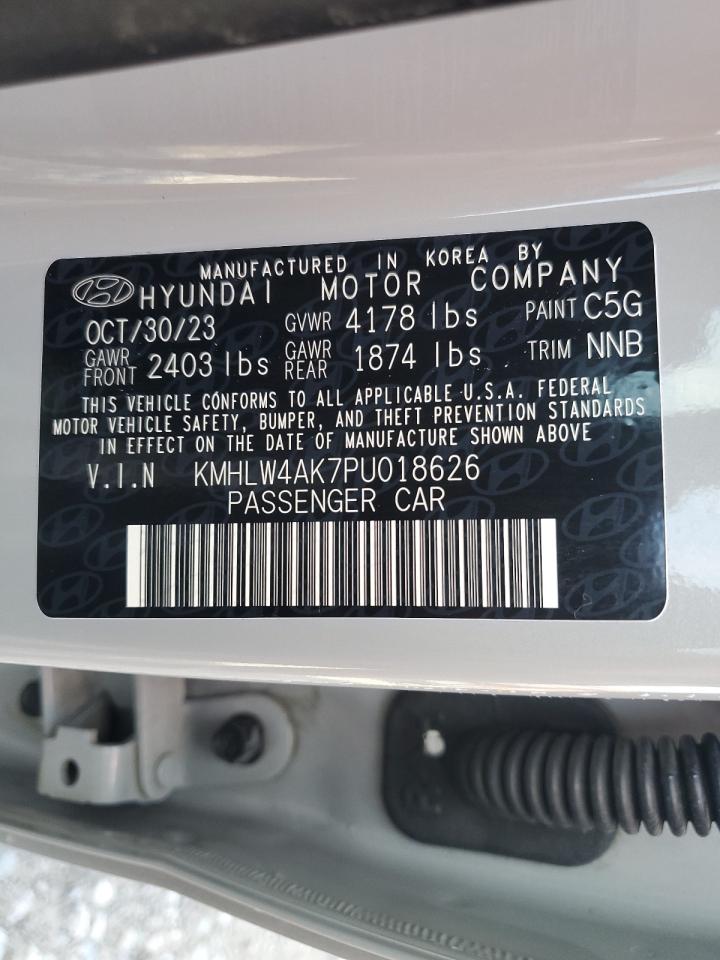 MANUFACTURED IN KOREA BY
HYUNDAI MOTOR COMPANY
OCT/30/23 GVWR 4178 lbs PAINT C5G
GAWR FRONT 2403 lbs GAWR REAR 1874 lbs TRIM NNB
THIS VEHICLE CONFORMS TO ALL APPLICABLE U.S.A. FEDERAL
MOTOR VEHICLE SAFETY, BUMPER, AND THEFT PREVENTION STANDARDS
IN EFFECT ON THE DATE OF MANUFACTURE SHOWN ABOVE
V.I.N KMHLW4AK7PU018626
PASSENGER CAR